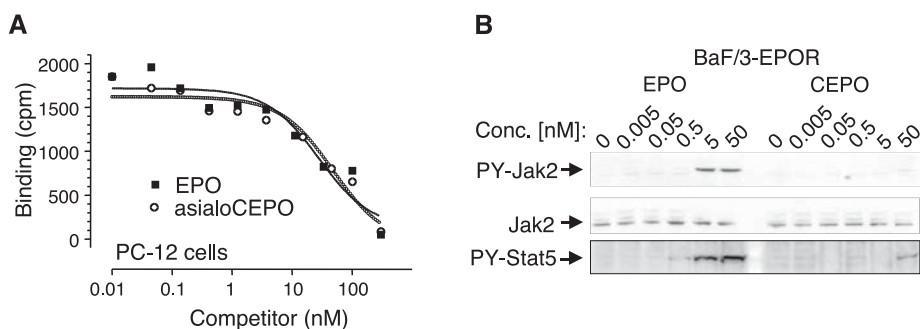 A
Binding (cpm)
2000
1500
1000
500
0
EPO
asialoCEPO
PC-12 cells
0.01 0.1 1 10 100
Competitor (nM)
B
BaF/3-EPOR
EPO CEPO
Conc. [nM]: 0 0.005 0.05 0.5 5 50 0 0.005 0.05 0.5 5 50
PY-Jak2
Jak2
PY-Stat5